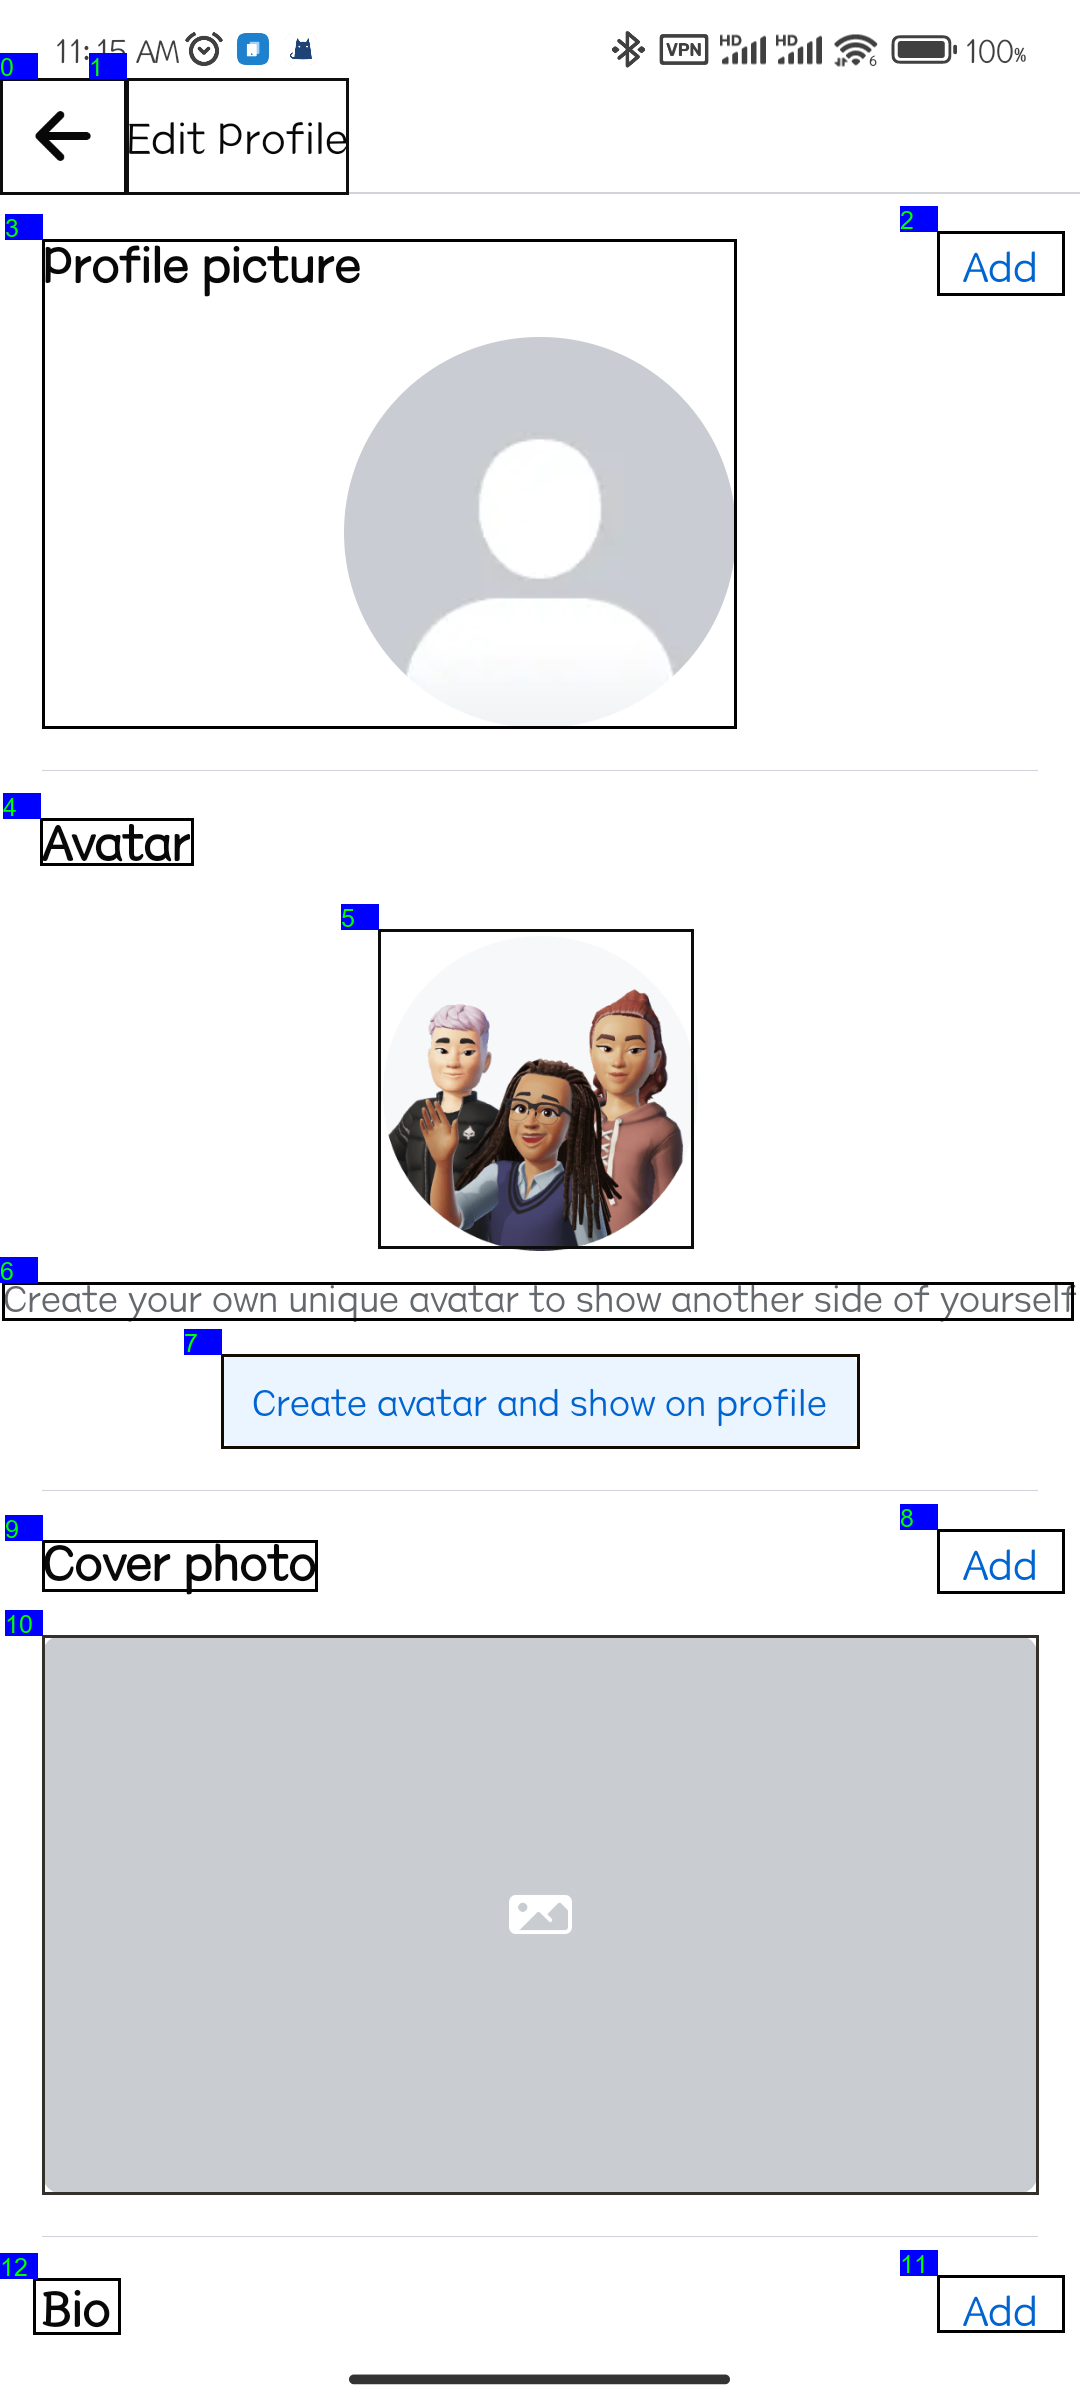 11:15 AM
VPN HD HD 6 100%
0 1
Edit Profile
3 2
Profile picture Add
4
Avatar
5
6
Create your own unique avatar to show another side of yourself
7
Create avatar and show on profile
9 8
Cover photo Add
10
12 11
Bio Add